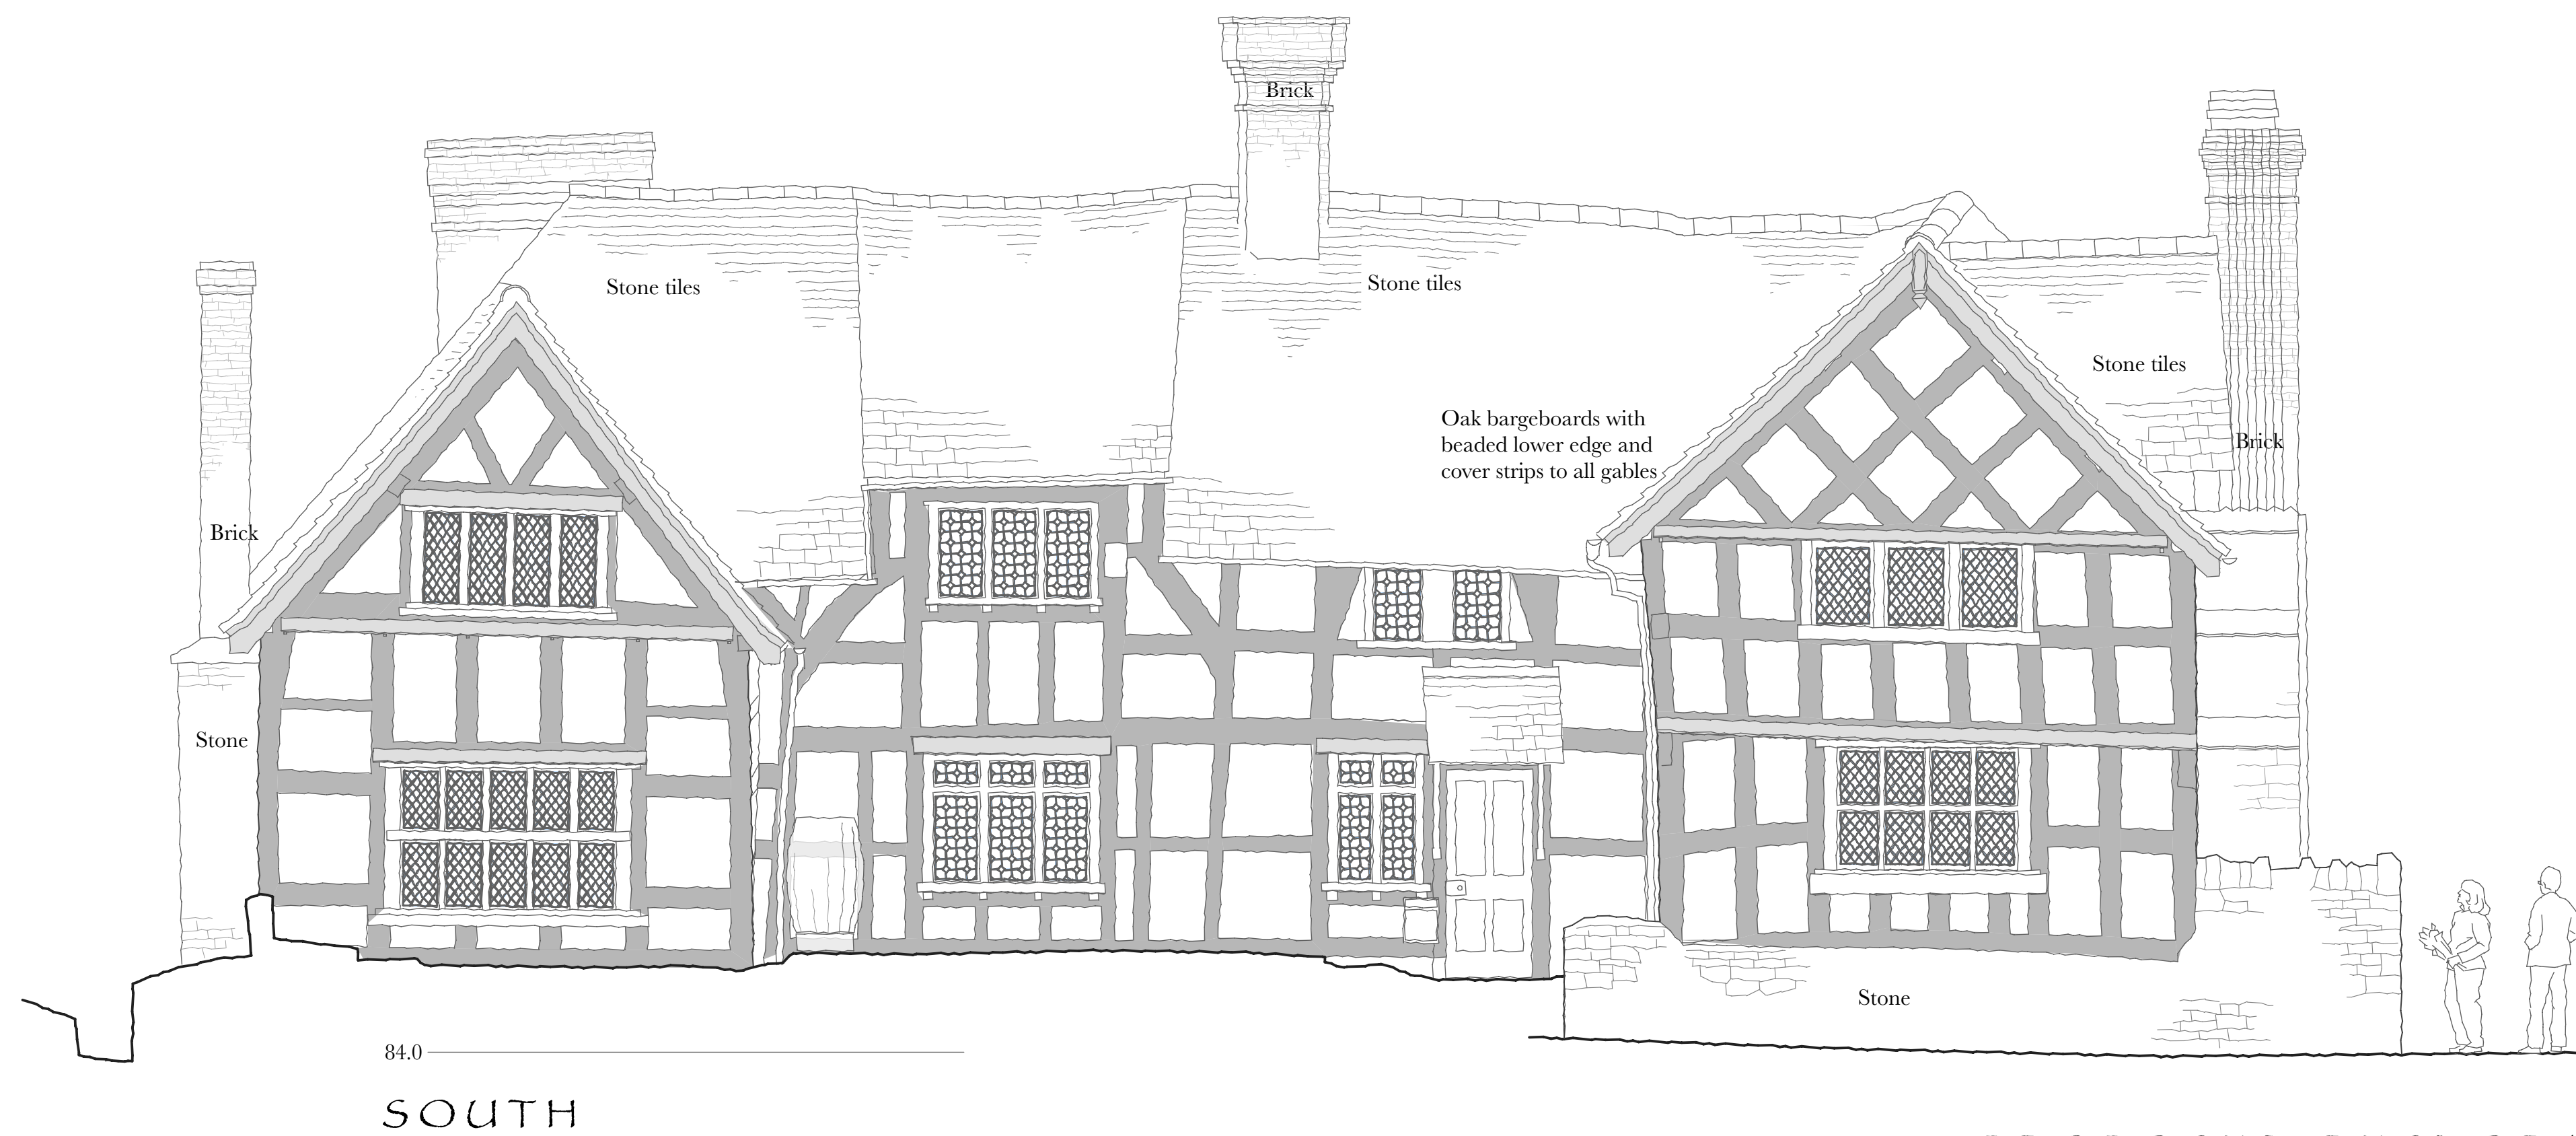 Brick
Stone tiles
Stone tiles
Stone tiles
Oak bargeboards with
beaded lower edge and
cover strips to all gables
Brick
Brick
Stone
Stone
84.0
SOUTH